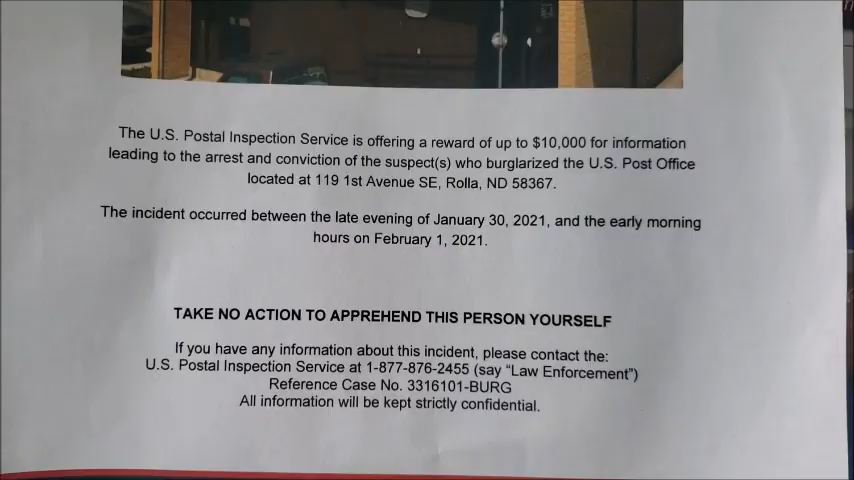 The U.S. Postal Inspection Service is offering a reward of up to $10,000 for information
leading to the arrest and conviction of the suspect(s) who burglarized the U.S. Post Office
located at 119 1st Avenue SE, Rolla, ND 58367.
The incident occurred between the late evening of January 30, 2021, and the early morning
hours on February 1, 2021.
TAKE NO ACTION TO APPREHEND THIS PERSON YOURSELF
If you have any information about this incident, please contact the:
U.S. Postal Inspection Service at 1-877-876-2455 (say “Law Enforcement”)
Reference Case No. 3316101-BURG
All information will be kept strictly confidential.